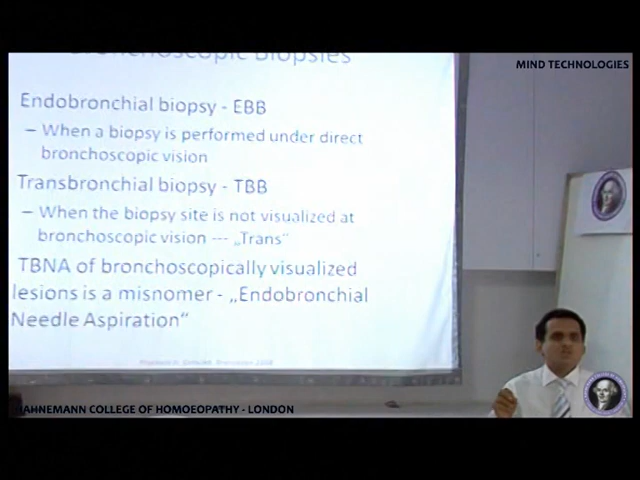 Bronchoscopic Biopsies
MIND TECHNOLOGIES
Endobronchial biopsy - EBB
– When a biopsy is performed under direct
bronchoscopic vision
Transbronchial biopsy - TBB
– When the biopsy site is not visualized at
bronchoscopic vision --- „Trans“
TBNA of bronchoscopically visualized
lesions is a misnomer - „Endobronchial
Needle Aspiration“
HAHNEMANN COLLEGE OF HOMOEOPATHY - LONDON